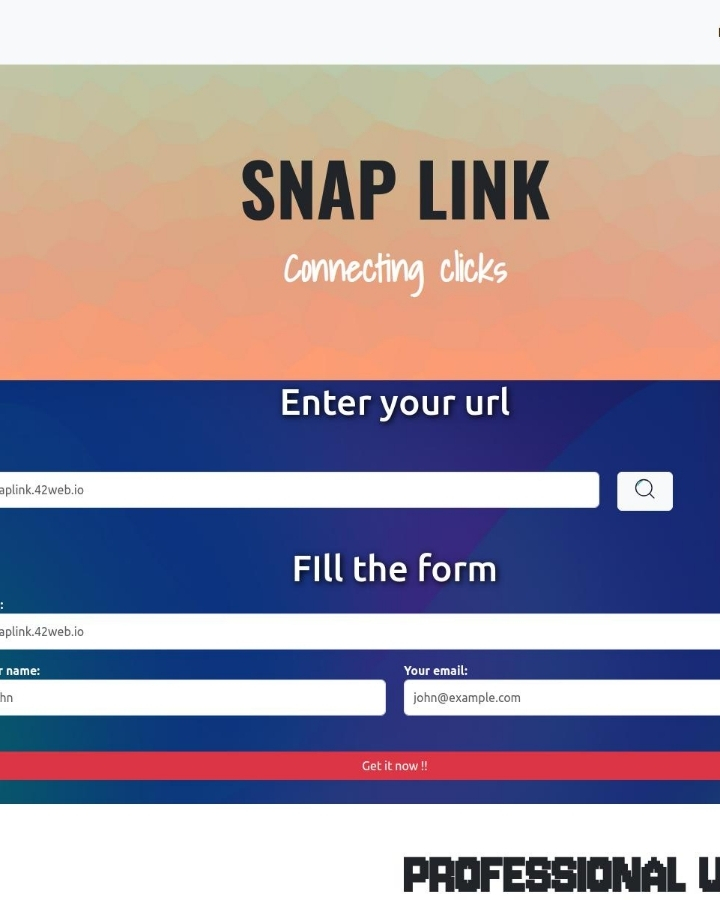 SNAP LINK
Connecting clicks
Enter your url
aplink.42web.io
FIll the form
:
aplink.42web.io
r name:
Your email:
hn
john@example.com
Get it now !!
PROFESSIONAL